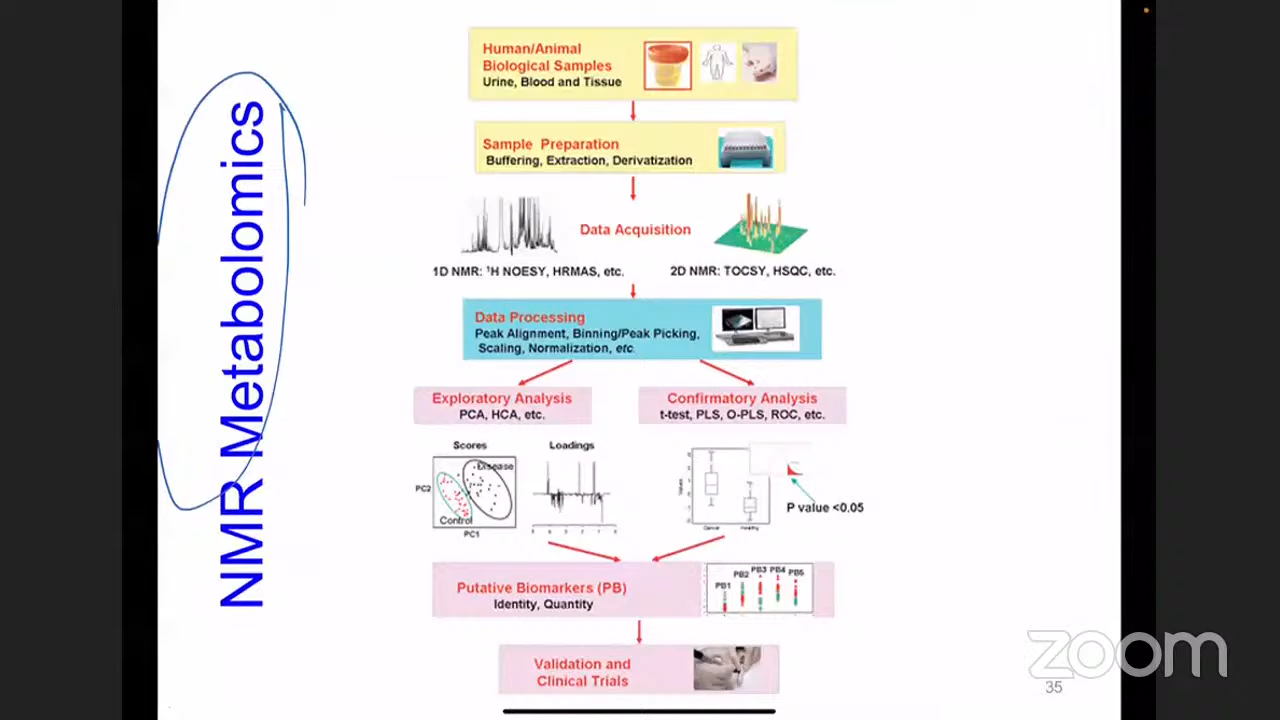 NMR Metabolomics
Human/Animal
Biological Samples
Urine, Blood and Tissue
Sample Preparation
Buffering, Extraction, Derivatization
Data Acquisition
1D NMR: ¹H NOESY, HRMAS, etc.
2D NMR: TOCSY, HSQC, etc.
Data Processing
Peak Alignment, Binning/Peak Picking,
Scaling, Normalization, etc.
Exploratory Analysis
PCA, HCA, etc.
Confirmatory Analysis
t-test, PLS, O-PLS, ROC, etc.
Scores
Loadings
Disease
PC2
Control
PC1
Values
Cancer
Healthy
P value <0.05
Putative Biomarkers (PB)
Identity, Quantity
PB1
PB2
PB3
PB4
PB5
Validation and
Clinical Trials
zoom
35